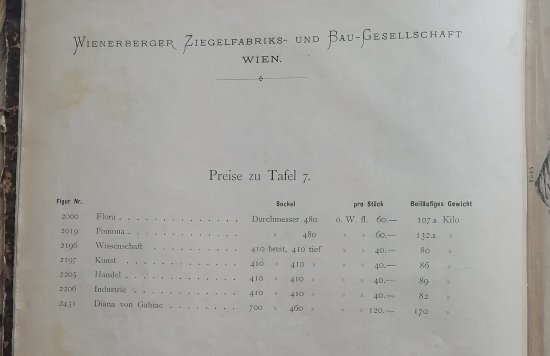 Wienerberger Ziegelfabriks- und Bau-Gesellschaft
WIEN.
Preise zu Tafel 7.
Figur Nr. Sockel pro Stück Beiläufiges Gewicht
2000 Flora . . . . . . . . . . . . . Durchmesser 480 ö. W. fl. 60.— 107.5 Kilo
2019 Pomona . . . . . . . . . . . . . " 480 " " 60.— 132.5 "
2196 Wissenschaft . . . . . . . . . . 410 breit, 410 tief " " 40.— 80 "
2197 Kunst . . . . . . . . . . . . . 410 " 410 " " " 40.— 86 "
2205 Handel . . . . . . . . . . . . . 410 " 410 " " " 40.— 89 "
2206 Industrie . . . . . . . . . . . . 410 " 410 " " " 40.— 82 "
2431 Diana von Gabiae . . . . . . . . 700 " 460 " " " 120.— 170 "